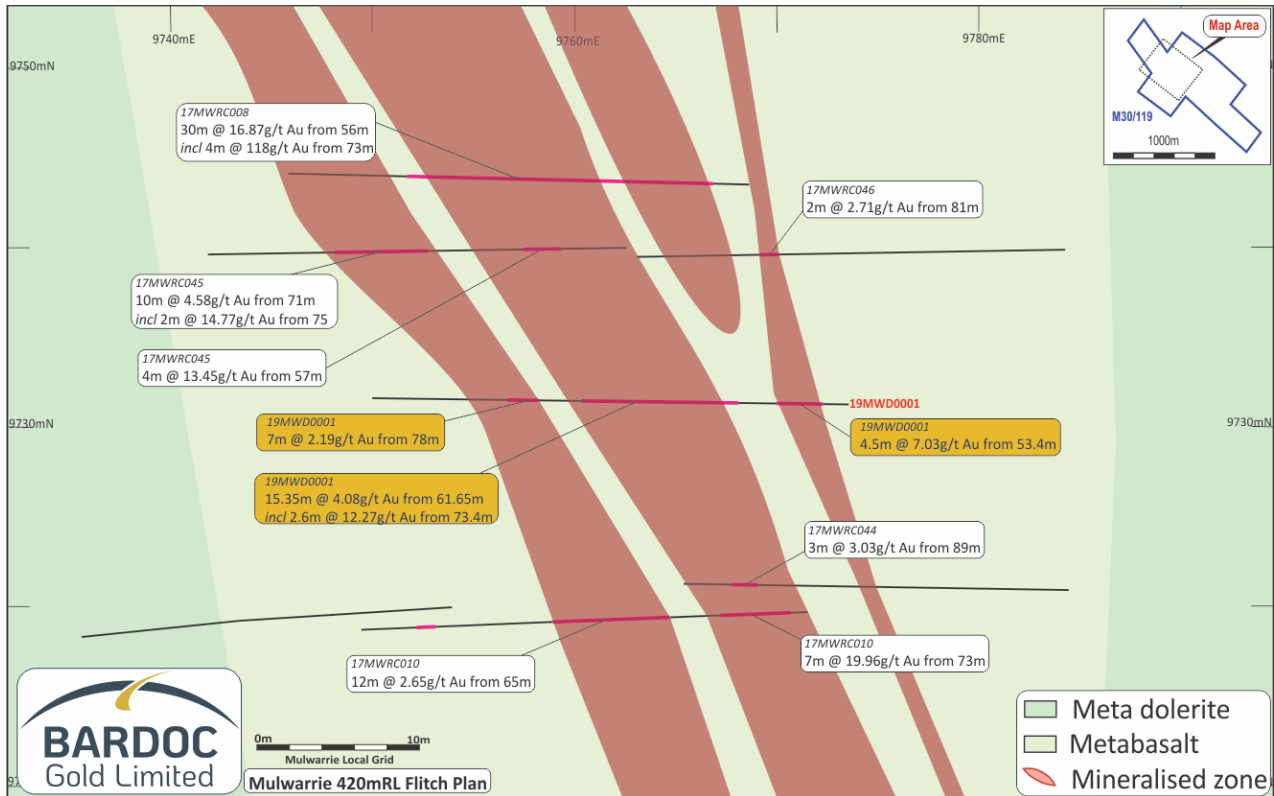 9740mE
9760mE
9780mE
9750mN
Map Area
M30/119
1000m
17MWRC008
30m @ 16.87g/t Au from 56m
incl 4m @ 118g/t Au from 73m
17MWRC046
2m @ 2.71g/t Au from 81m
17MWRC045
10m @ 4.58g/t Au from 71m
incl 2m @ 14.77g/t Au from 75
17MWRC045
4m @ 13.45g/t Au from 57m
19MWD0001
9730mN
9730mN
19MWD0001
7m @ 2.19g/t Au from 78m
19MWD0001
4.5m @ 7.03g/t Au from 53.4m
19MWD0001
15.35m @ 4.08g/t Au from 61.65m
incl 2.6m @ 12.27g/t Au from 73.4m
17MWRC044
3m @ 3.03g/t Au from 89m
17MWRC010
12m @ 2.65g/t Au from 65m
17MWRC010
7m @ 19.96g/t Au from 73m
BARDOC
Gold Limited
0m
10m
Mulwarrie Local Grid
Mulwarrie 420mRL Flitch Plan
Meta dolerite
Metabasalt
Mineralised zone